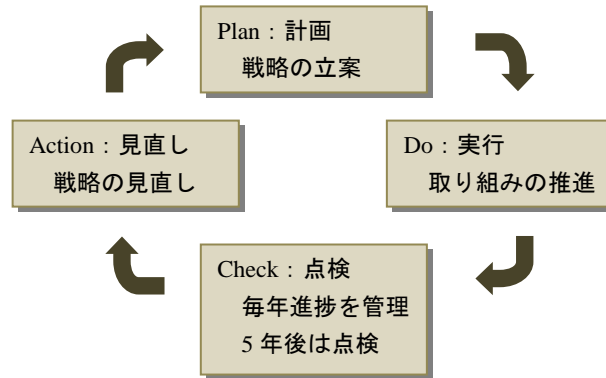 Plan：計画
戦略の立案
Do：実行
取り組みの推進
Check：点検
毎年進捗を管理
5 年後は点検
Action：見直し
戦略の見直し